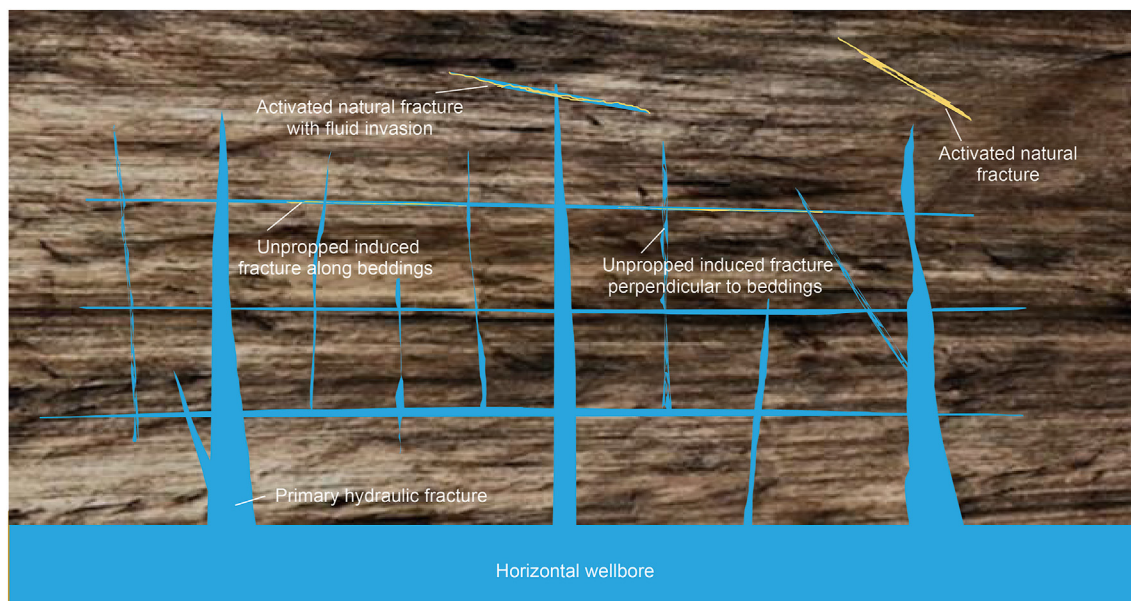 Activated natural fracture
with fluid invasion
Activated natural
fracture
Unpropped induced
fracture along beddings
Unpropped induced fracture
perpendicular to beddings
Primary hydraulic fracture
Horizontal wellbore